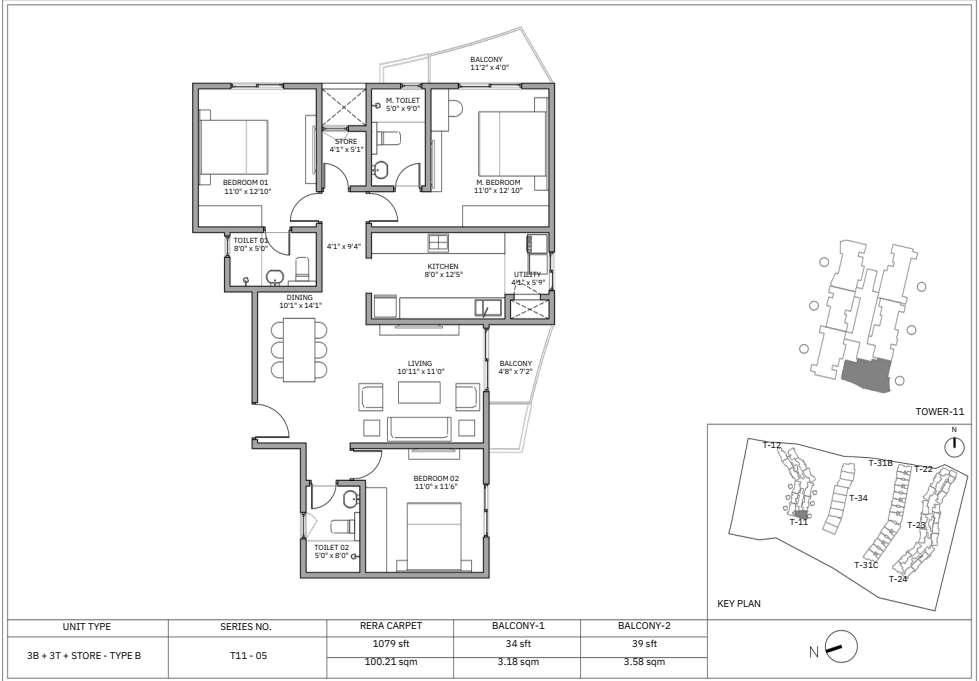 BALCONY
11'2" x 4'0"
M. TOILET
5'0" x 9'0"
STORE
4'1" x 5'1"
BEDROOM 01
11'0" x 12'10"
M. BEDROOM
11'0" x 12' 10"
TOILET 01
8'0" x 5'0"
4'1" x 9'4"
KITCHEN
8'0" x 12'5"
UTILITY
4'1" x 5'9"
DINING
10'1" x 14'1"
LIVING
10'11" x 11'0"
BALCONY
4'8" x 7'2"
BEDROOM 02
11'0" x 11'6"
TOILET 02
5'0" x 8'0"
TOWER-11
N
T-12
T-31B
T-22
T-34
T-11
T-23
T-31C
T-24
KEY PLAN
N
UNIT TYPE
SERIES NO.
RERA CARPET
BALCONY-1
BALCONY-2
3B + 3T + STORE - TYPE B
T11 - 05
1079 sft
34 sft
39 sft
100.21 sqm
3.18 sqm
3.58 sqm